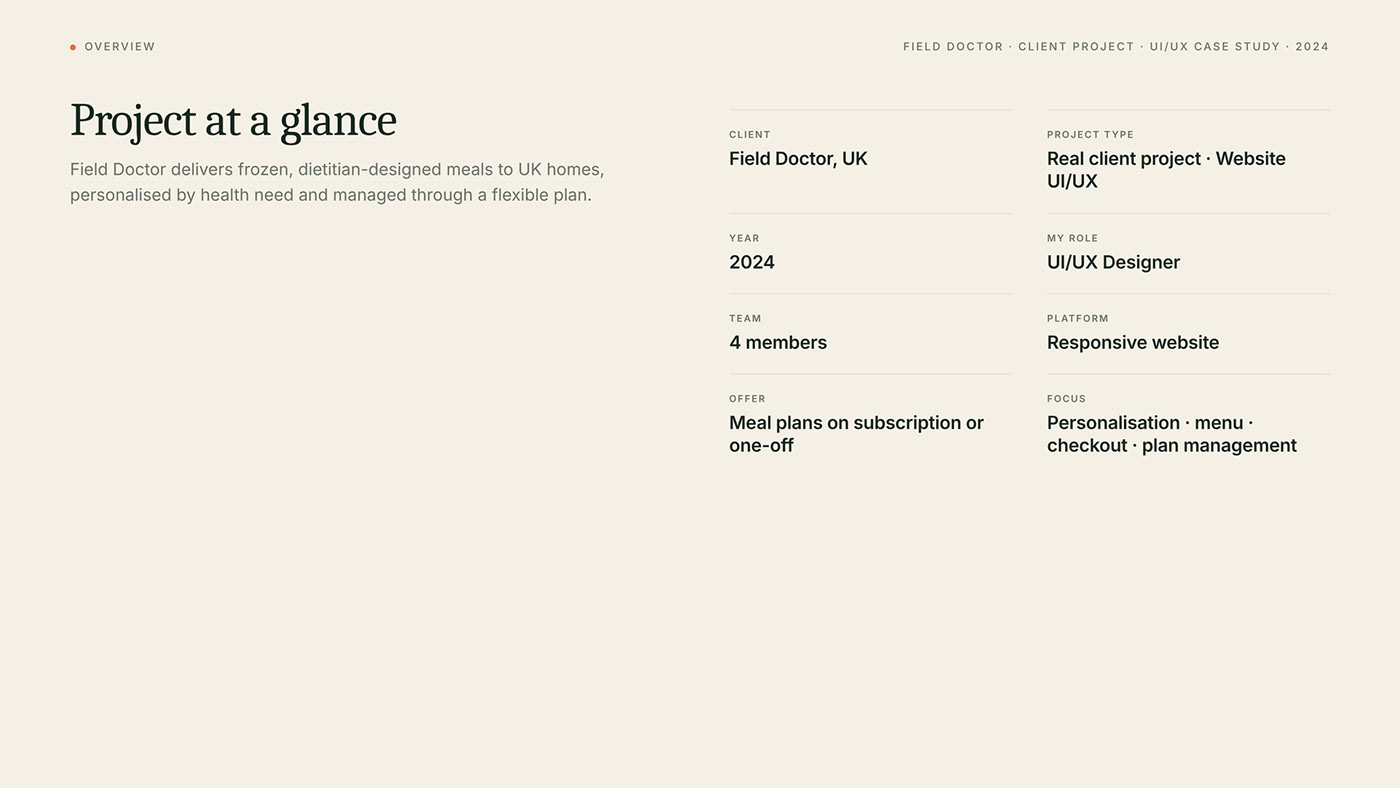 OVERVIEW
FIELD DOCTOR · CLIENT PROJECT · UI/UX CASE STUDY · 2024
Project at a glance
Field Doctor delivers frozen, dietitian-designed meals to UK homes,
personalised by health need and managed through a flexible plan.
CLIENT
Field Doctor, UK
PROJECT TYPE
Real client project · Website
UI/UX
YEAR
2024
MY ROLE
UI/UX Designer
TEAM
4 members
PLATFORM
Responsive website
OFFER
Meal plans on subscription or
one-off
FOCUS
Personalisation · menu ·
checkout · plan management